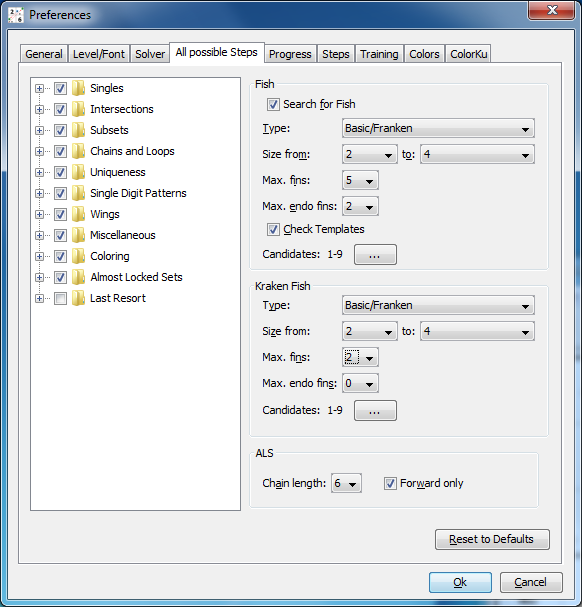 Preferences
General Level/Font Solver All possible Steps Progress Steps Training Colors ColorKu
Singles
Intersections
Subsets
Chains and Loops
Uniqueness
Single Digit Patterns
Wings
Miscellaneous
Coloring
Almost Locked Sets
Last Resort
Fish
Search for Fish
Type: Basic/Franken
Size from: 2 to: 4
Max. fins: 5
Max. endo fins: 2
Check Templates
Candidates: 1-9 ...
Kraken Fish
Type: Basic/Franken
Size from: 2 to: 4
Max. fins: 2
Max. endo fins: 0
Candidates: 1-9 ...
ALS
Chain length: 6 Forward only
Reset to Defaults
Ok Cancel